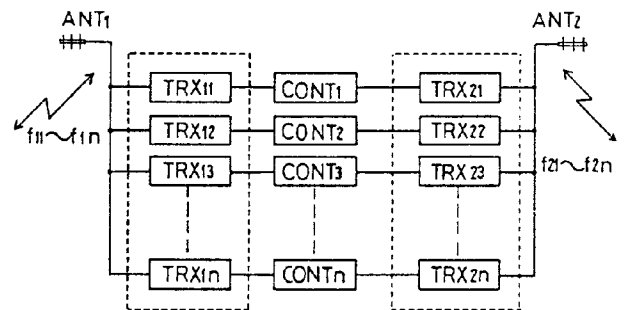 ANT1 ANT2
TRX11 CONT1 TRX21
TRX12 CONT2 TRX22
f11～f1n
TRX13 CONT3 TRX23
f21～f2n
TRX1n CONTn TRX2n